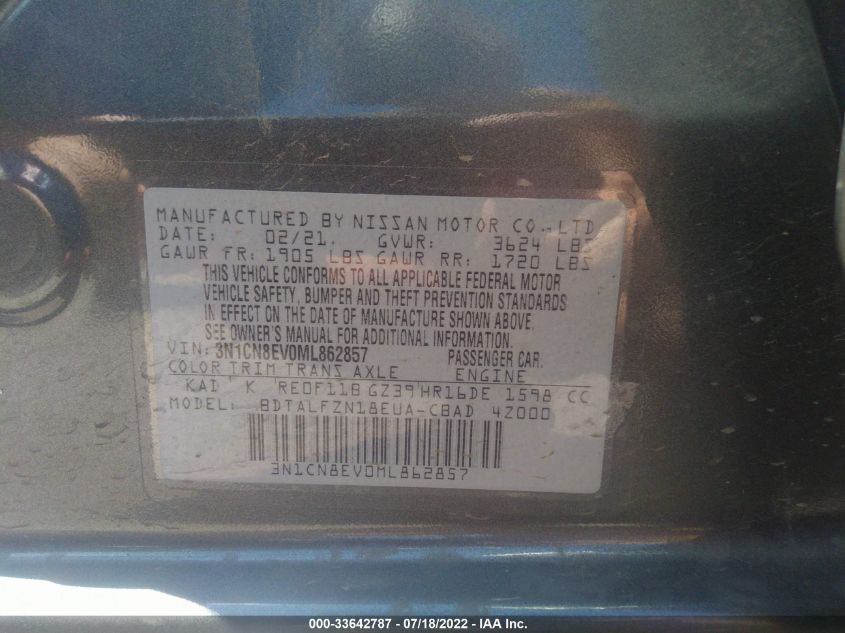 MANUFACTURED BY NISSAN MOTOR CO., LTD
DATE: 02/21. GVWR: 3624 LBS
GAWR FR: 1905 LBS GAWR RR: 1720 LBS
THIS VEHICLE CONFORMS TO ALL APPLICABLE FEDERAL MOTOR
VEHICLE SAFETY, BUMPER AND THEFT PREVENTION STANDARDS
IN EFFECT ON THE DATE OF MANUFACTURE SHOWN ABOVE.
SEE OWNER'S MANUAL FOR ADDITIONAL INFORMATION.
VIN: 3N1CN8EV0ML862857 PASSENGER CAR.
COLOR TRIM TRANS AXLE ENGINE
KAD K RE0F11B GZ39 HR16DE 1598 CC
MODEL: BDTALFZN18EUA-CBAD 4Z000
3N1CN8EV0ML862857
000-33642787 - 07/18/2022 - IAA Inc.